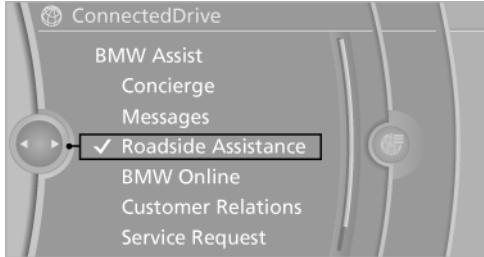 ConnectedDrive
BMW Assist
Concierge
Messages
Roadside Assistance
BMW Online
Customer Relations
Service Request